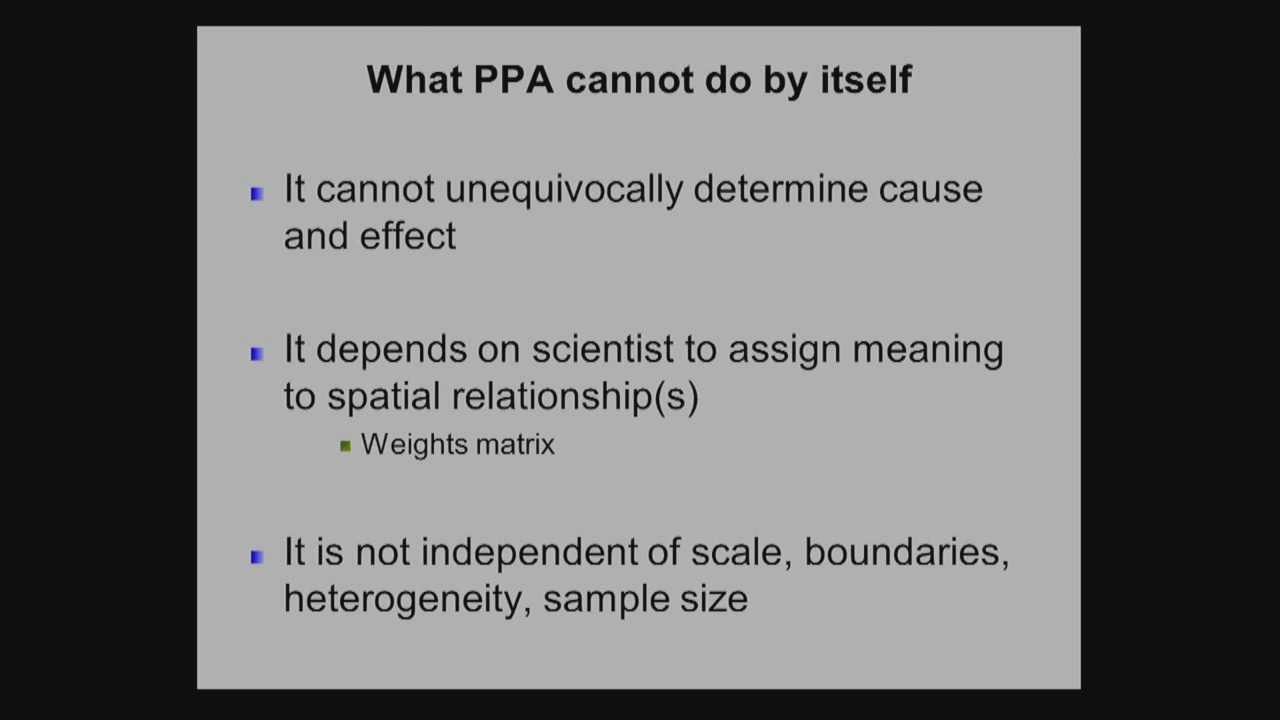 What PPA cannot do by itself
It cannot unequivocally determine cause
and effect
It depends on scientist to assign meaning
to spatial relationship(s)
Weights matrix
It is not independent of scale, boundaries,
heterogeneity, sample size